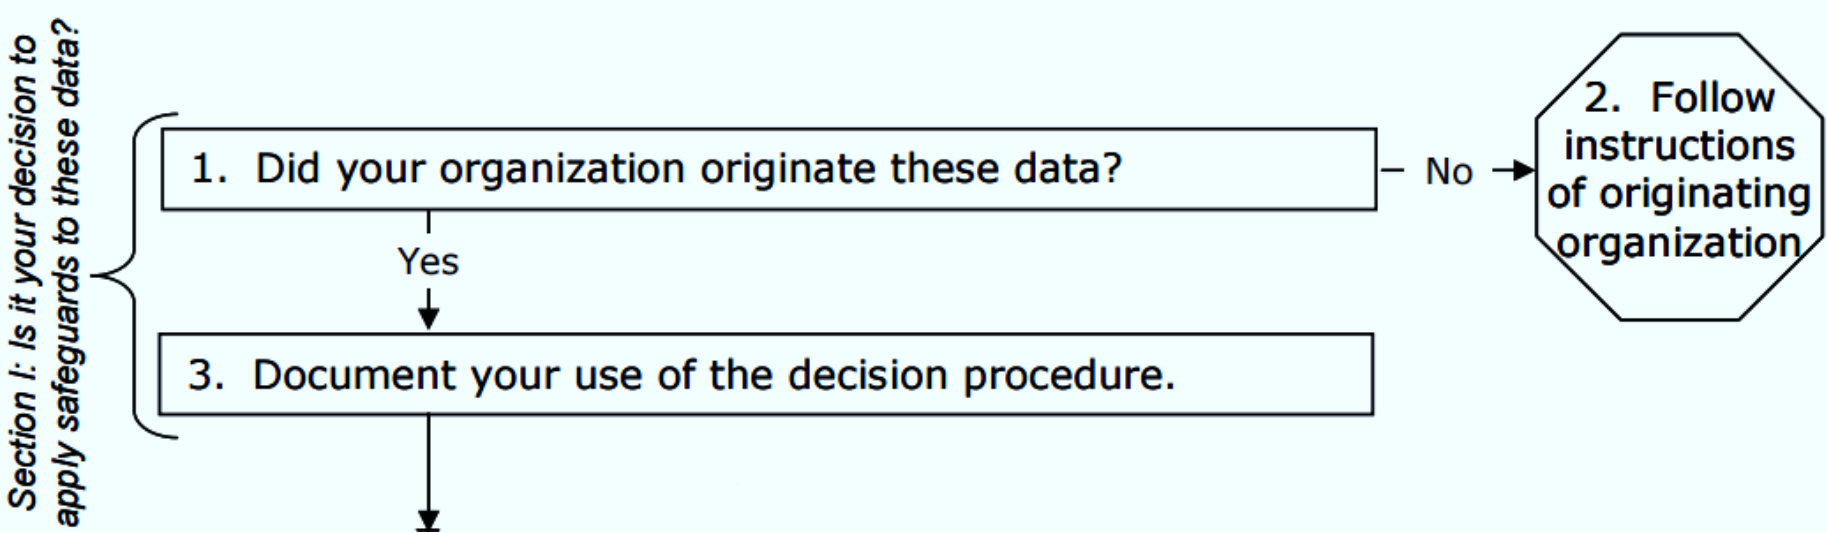 Section I: Is it your decision to
apply safeguards to these data?
1. Did your organization originate these data?
No
2. Follow
instructions
of originating
organization
Yes
3. Document your use of the decision procedure.